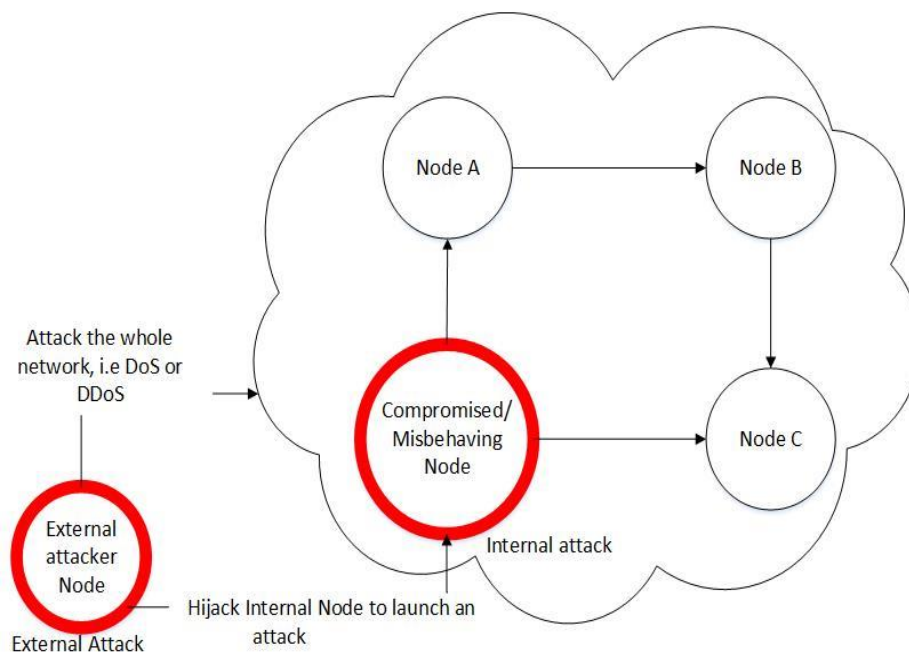 Node A
Node B
Attack the whole
network, i.e DoS or
DDoS
Compromised/
Misbehaving
Node
Node C
External
attacker
Node
Internal attack
Hijack Internal Node to launch an
attack
External Attack